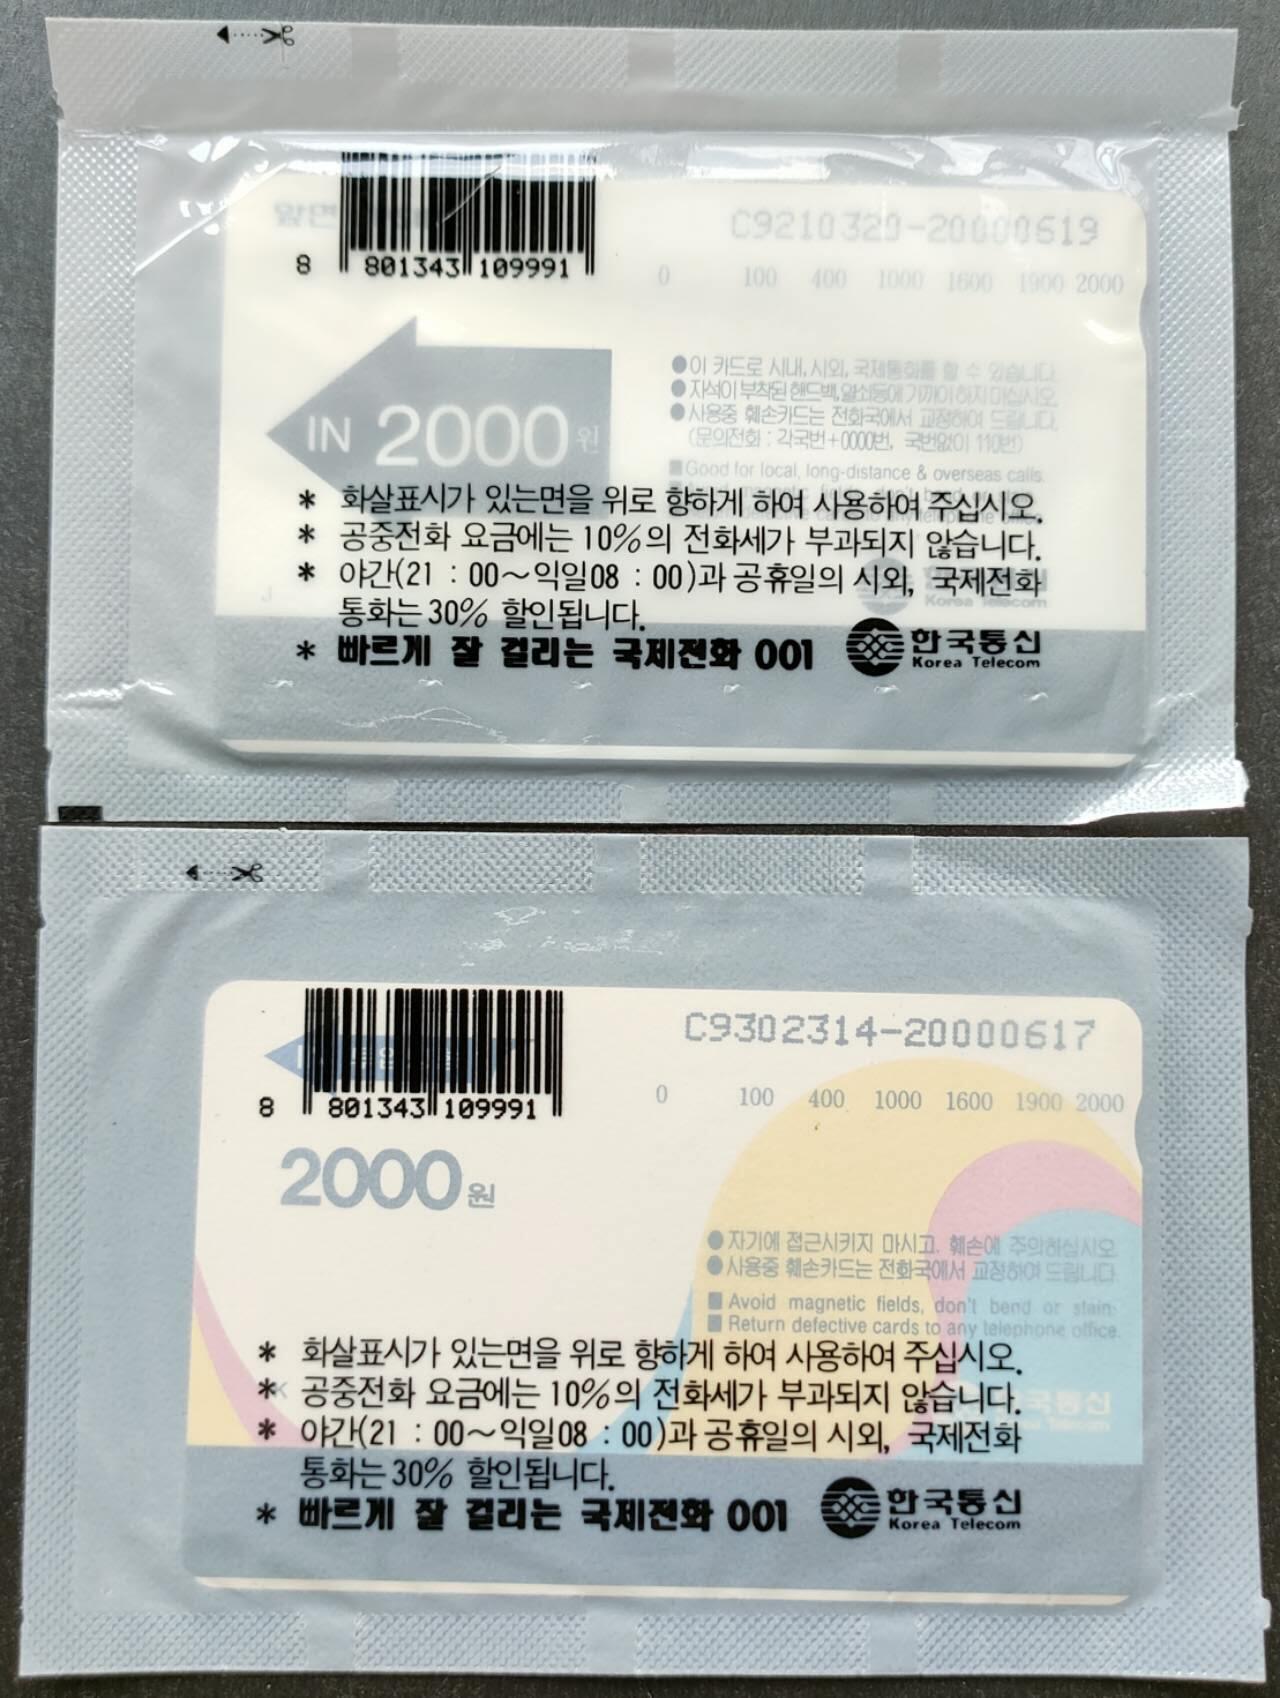 C9210320-20000619
8 801343 109991
0 100 400 1000 1600 1900 2000
●이 카드로 시내, 시외, 국제통화를 할 수 있습니다.
●자석이 부착된 핸드백, 열쇠등에 가까이 하지 마십시오.
●사용중 훼손카드는 전화국에서 교정하여 드립니다.
(문의전화 : 각국번+0000번, 국번없이 110번)
IN 2000원
■Good for local, long-distance & overseas calls.
* 화살표시가 있는면을 위로 향하게 하여 사용하여 주십시오.
* 공중전화 요금에는 10%의 전화세가 부과되지 않습니다.
* 야간(21 : 00~익일08 : 00)과 공휴일의 시외, 국제전화
통화는 30% 할인됩니다.
* 빠르게 잘 걸리는 국제전화 001
한국통신
Korea Telecom
C9302314-20000617
8 801343 109991
0 100 400 1000 1600 1900 2000
2000원
●자기에 접근시키지 마시고, 훼손에 주의하십시오
●사용중 훼손카드는 전화국에서 교정하여 드립니다
■Avoid magnetic fields, don't bend or stain.
■Return defective cards to any telephone office.
* 화살표시가 있는면을 위로 향하게 하여 사용하여 주십시오.
* 공중전화 요금에는 10%의 전화세가 부과되지 않습니다.
* 야간(21 : 00~익일08 : 00)과 공휴일의 시외, 국제전화
통화는 30% 할인됩니다.
* 빠르게 잘 걸리는 국제전화 001
한국통신
Korea Telecom